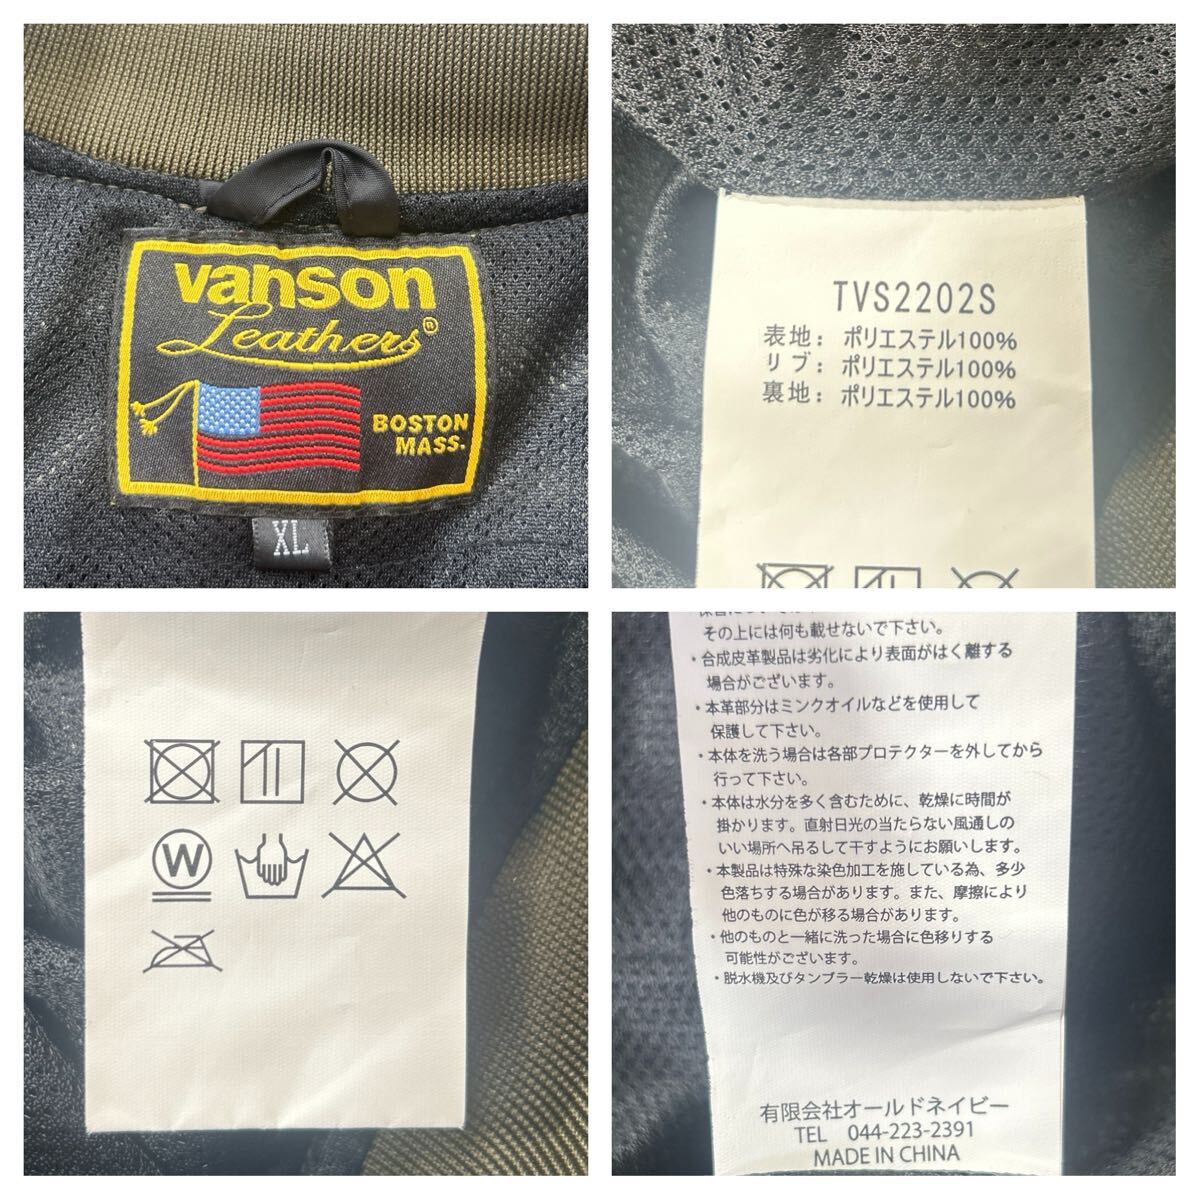 vanson
Leathers®
BOSTON
MASS.
XL
TVS2202S
表地：ポリエステル100%
リブ：ポリエステル100%
裏地：ポリエステル100%
W
その上には何も載せないで下さい。
・合成皮革製品は劣化により表面がはく離する
場合がございます。
・本革部分はミンクオイルなどを使用して
保護して下さい。
・本体を洗う場合は各部プロテクターを外してから
行って下さい。
・本体は水分を多く含むために、乾燥に時間が
掛かります。直射日光の当たらない風通しの
いい場所へ吊るして干すようにお願いします。
・本製品は特殊な染色加工を施している為、多少
色落ちする場合があります。また、摩擦により
他のものに色が移る場合があります。
・他のものと一緒に洗った場合に色移りする
可能性がございます。
・脱水機及びタンブラー乾燥は使用しないで下さい。
有限会社オールドネイビー
TEL 044-223-2391
MADE IN CHINA